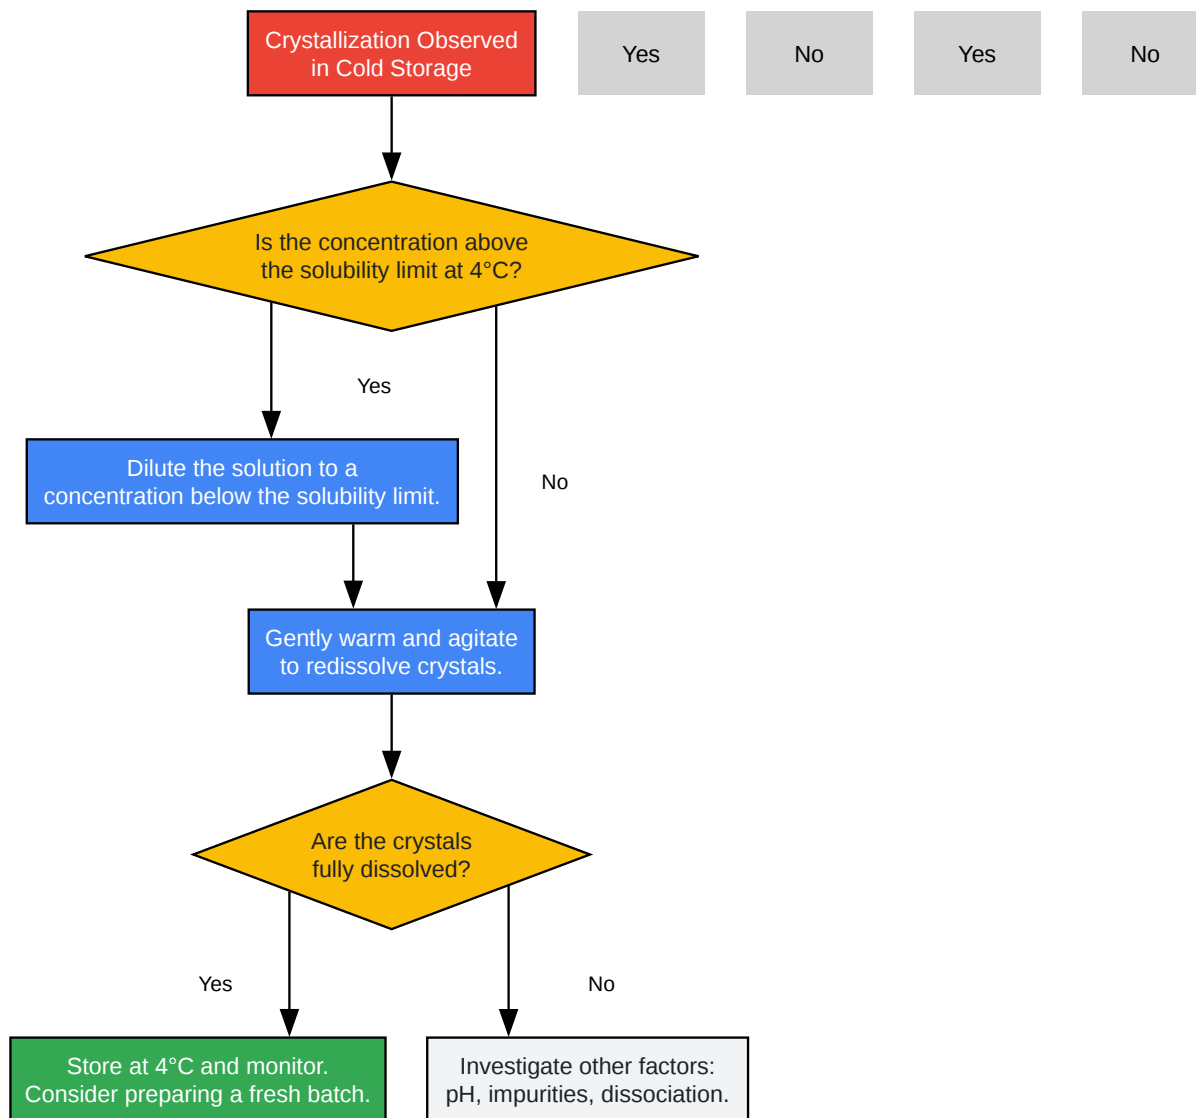 Crystallization Observed
in Cold Storage
Yes
No
Yes
No
Is the concentration above
the solubility limit at 4°C?
Yes
Dilute the solution to a
concentration below the solubility limit.
No
Gently warm and agitate
to redissolve crystals.
Are the crystals
fully dissolved?
Yes
No
Store at 4°C and monitor.
Consider preparing a fresh batch.
Investigate other factors:
pH, impurities, dissociation.